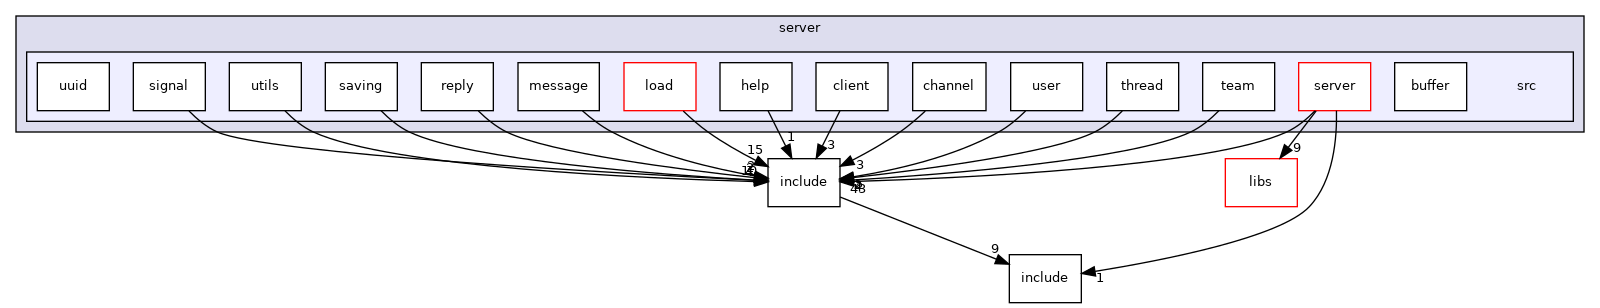 server
uuid
signal
utils
saving
reply
message
load
help
client
channel
user
thread
team
server
buffer
src
1
3
9
15
3
include
libs
9
include
1